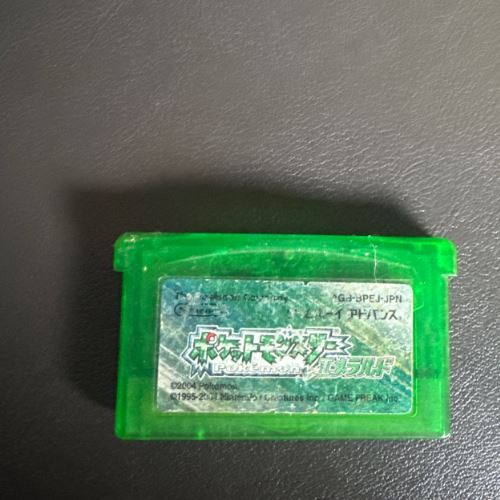 AGB-BPEJ-JPN
ゲームボーイ アドバンス
ポケットモンスター
POKÉMON エメラルド
©2004 Pokémon
©1995-2004 Nintendo / Creatures inc. / GAME FREAK inc.